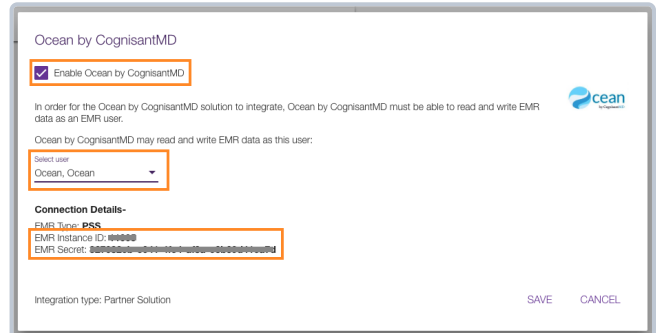 Ocean by CognisantMD
Enable Ocean by CognisantMD
cean
by CognisantMD
In order for the Ocean by CognisantMD solution to integrate, Ocean by CognisantMD must be able to read and write EMR
data as an EMR user.
Ocean by CognisantMD may read and write EMR data as this user:
Select user
Ocean, Ocean
Connection Details-
EMR Type: PSS
EMR Instance ID:
EMR Secret:
Integration type: Partner Solution
SAVE CANCEL